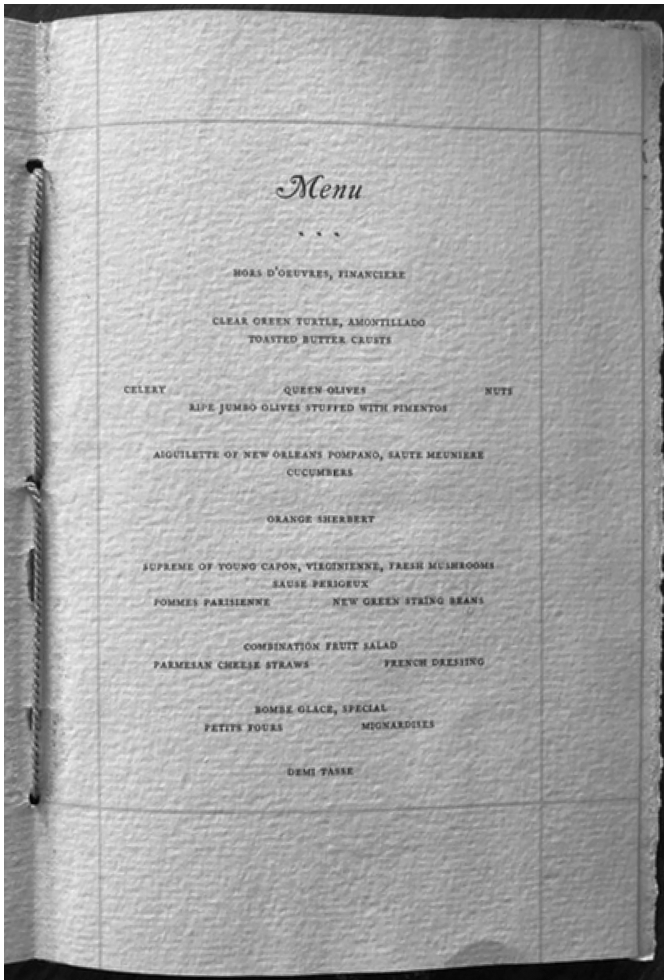 Menu
HORS D'OEUVRES, FINANCIERE
CLEAR GREEN TURTLE, AMONTILLADO
TOASTED BUTTER CRUSTS
CELERY QUEEN OLIVES NUTS
RIPE JUMBO OLIVES STUFFED WITH PIMENTOS
AIGUILETTE OF NEW ORLEANS POMPANO, SAUTE MEUNIERE
CUCUMBERS
ORANGE SHERBERT
SUPREME OF YOUNG CAPON, VIRGINIENNE, FRESH MUSHROOMS
SAUSE PERIGEUX
POMMES PARISIENNE NEW GREEN STRING BEANS
COMBINATION FRUIT SALAD
PARMESAN CHEESE STRAWS FRENCH DRESSING
BOMBE GLACE, SPECIAL
PETITS FOURS MIGNARDISES
DEMI TASSE